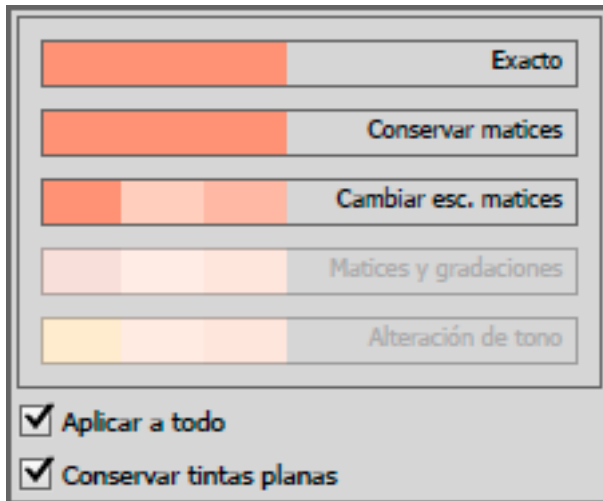 Exacto
Conservar matices
Cambiar esc. matices
Matices y gradaciones
Alteración de tono
Aplicar a todo
Conservar tintas planas